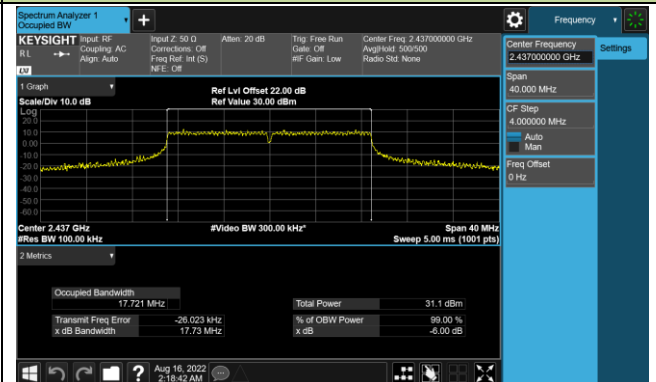 Spectrum Analyzer 1
Occupied BW
+
Frequency
KEYSIGHT
Input: RF
Coupling: AC
Align: Auto
Input Z: 50 Ω
Corrections: Off
Freq Ref: Int (S)
NFE: Off
Atten: 20 dB
Trig: Free Run
Gate: Off
#IF Gain: Low
Center Freq: 2.437000000 GHz
Avg|Hold: 500/500
Radio Std: None
RL
LXI
1 Graph
Scale/Div 10.0 dB
Ref Lvl Offset 22.00 dB
Ref Value 30.00 dBm
Log
20.0
10.0
0.00
-10.0
-20.0
-30.0
-40.0
-50.0
-60.0
Center 2.437 GHz
#Res BW 100.00 kHz
#Video BW 300.00 kHz*
Span 40 MHz
Sweep 5.00 ms (1001 pts)
2 Metrics
Occupied Bandwidth
17.721 MHz
Transmit Freq Error -26.023 kHz
x dB Bandwidth 17.73 MHz
Total Power 31.1 dBm
% of OBW Power 99.00 %
x dB -6.00 dB
Center Frequency
2.437000000 GHz
Settings
Span
40.000 MHz
CF Step
4.000000 MHz
Auto
Man
Freq Offset
0 Hz
?
Aug 16, 2022
2:18:42 AM